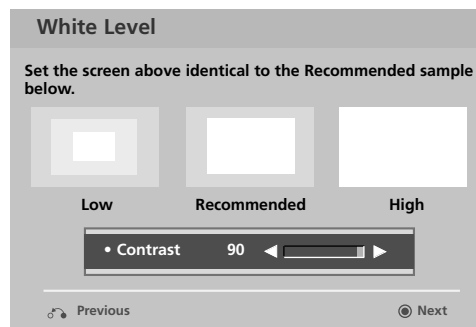 White Level
Set the screen above identical to the Recommended sample
below.
Low Recommended High
• Contrast 90
Previous Next